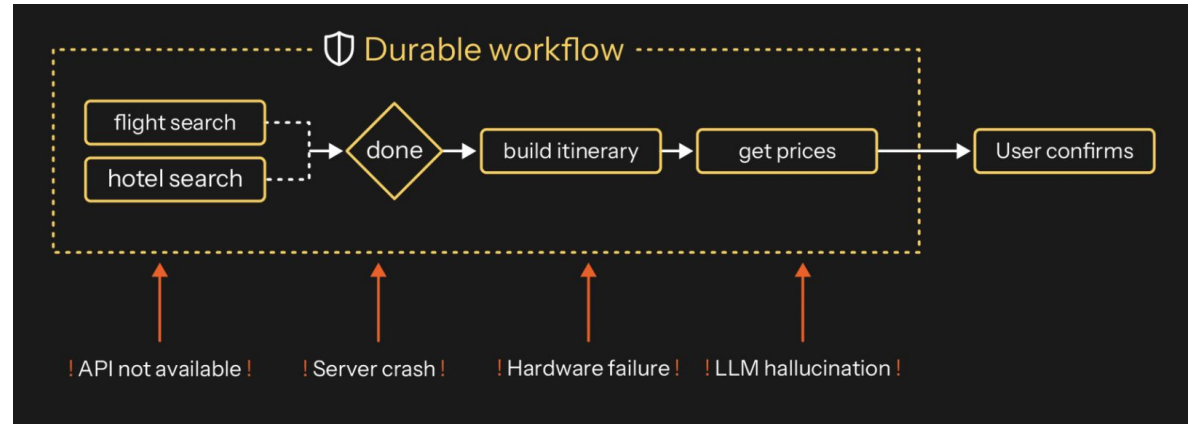 Durable workflow
flight search
hotel search
done
build itinerary
get prices
User confirms
! API not available !
! Server crash !
! Hardware failure !
! LLM hallucination !